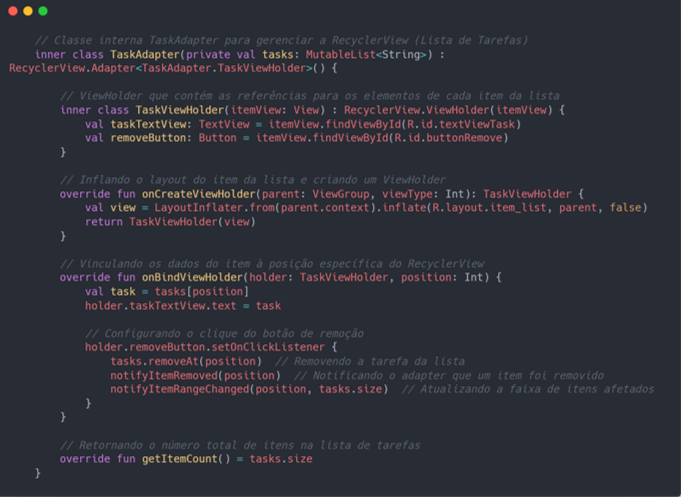 // Classe interna TaskAdapter para gerenciar a RecyclerView (Lista de Tarefas)
inner class TaskAdapter(private val tasks: MutableList<String>) :
RecyclerView.Adapter<TaskAdapter.TaskViewHolder>() {
// ViewHolder que contém as referências para os elementos de cada item da lista
inner class TaskViewHolder(itemView: View) : RecyclerView.ViewHolder(itemView) {
val taskTextView: TextView = itemView.findViewById(R.id.textViewTask)
val removeButton: Button = itemView.findViewById(R.id.buttonRemove)
}
// Inflando o layout do item da lista e criando um ViewHolder
override fun onCreateViewHolder(parent: ViewGroup, viewType: Int): TaskViewHolder {
val view = LayoutInflater.from(parent.context).inflate(R.layout.item_list, parent, false)
return TaskViewHolder(view)
}
// Vinculando os dados do item à posição específica do RecyclerView
override fun onBindViewHolder(holder: TaskViewHolder, position: Int) {
val task = tasks[position]
holder.taskTextView.text = task
// Configurando o clique do botão de remoção
holder.removeButton.setOnClickListener {
tasks.removeAt(position)  // Removendo a tarefa da lista
notifyItemRemoved(position)  // Notificando o adapter que um item foi removido
notifyItemRangeChanged(position, tasks.size)  // Atualizando a faixa de itens afetados
}
}
// Retornando o número total de itens na lista de tarefas
override fun getItemCount() = tasks.size
}